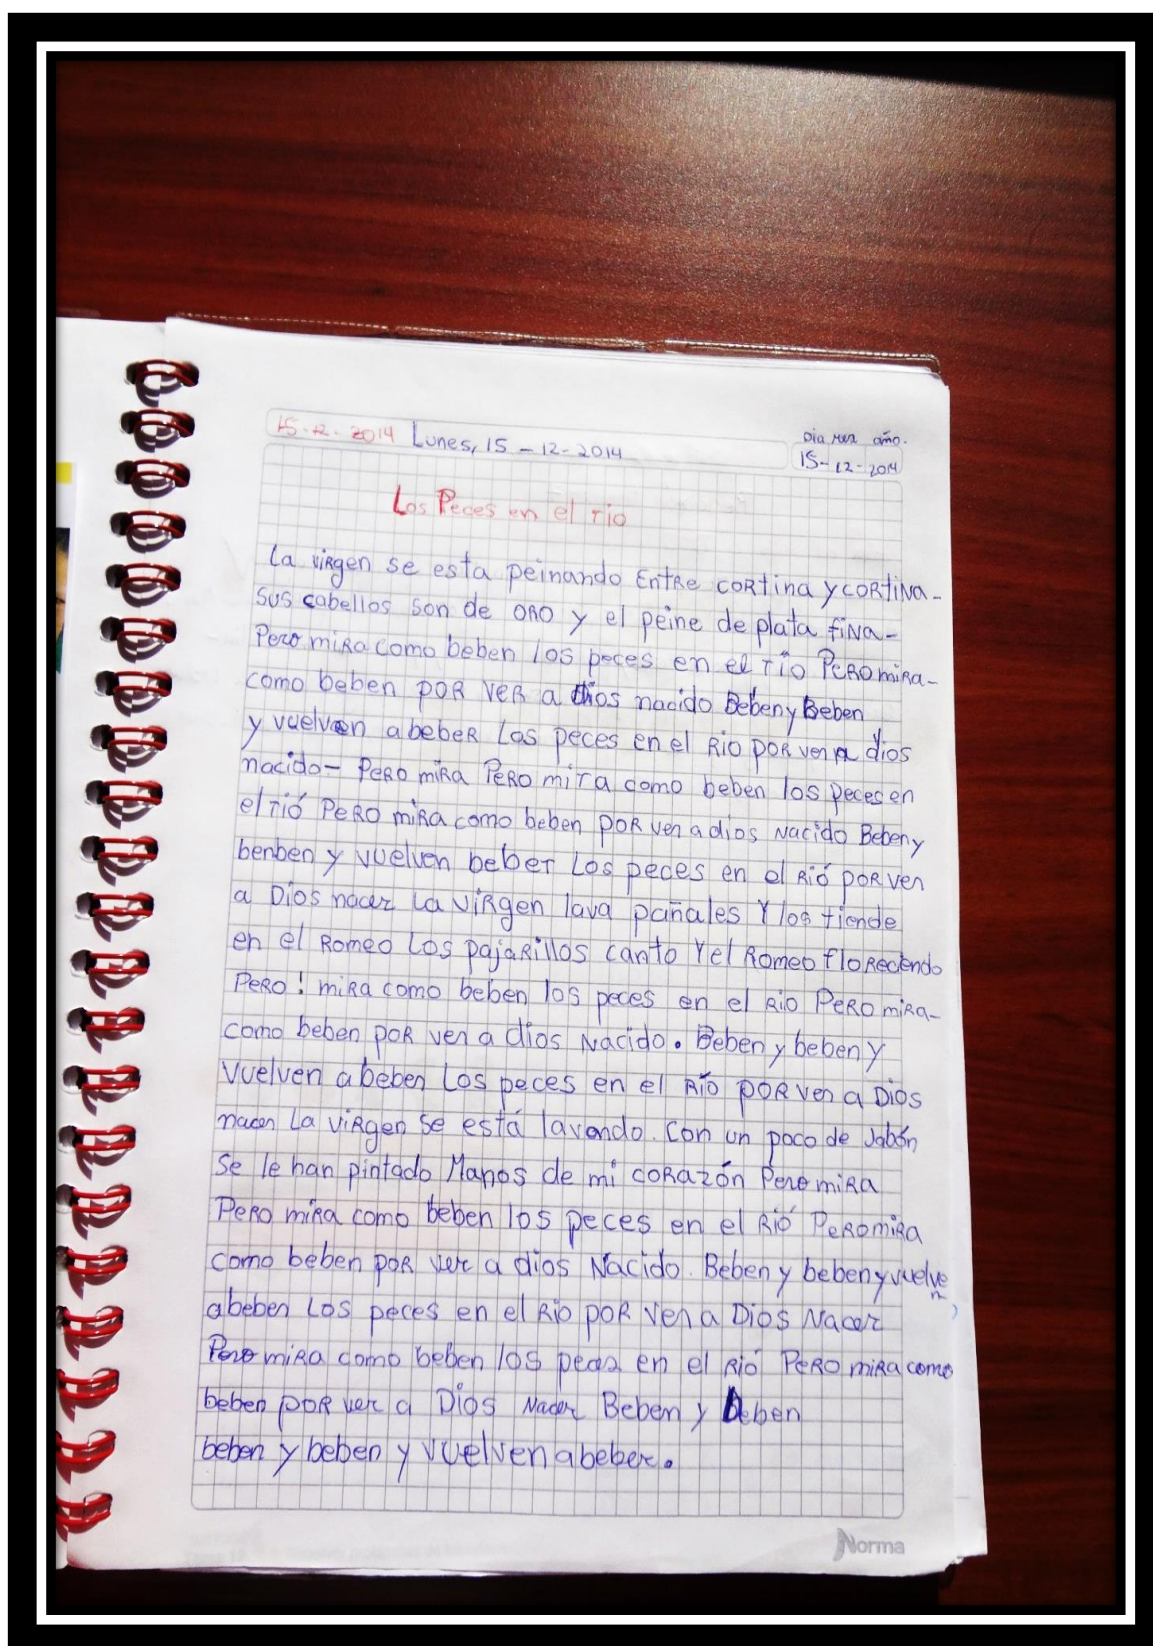 15-12-2014 Lunes, 15-12-2014
Dia mes año.
15-12-2014
Los Peces en el rio
La virgen se esta peinando Entre cortina y cortina-
sus cabellos son de oro y el peine de plata fina-
Pero mira como beben los peces en el río Pero mira-
como beben por ver a dios nacido Beben y Beben
y vuelven a beber Los peces en el Rio por ver a dios
nacido- Pero mira Pero mira como beben los peces en
el rió Pero mira como beben por ver a dios Nacido Beben y
benben y vuelven beber Los peces en el Rió por ver
a Dios nacer La virgen lava pañales Y los tiende
en el Romeo Los pajarillos canto Y el Romeo floreciendo
Pero! mira como beben los peces en el Rio Pero mira-
como beben por ver a dios Nacido. Beben y beben y
vuelven a beber Los peces en el Río por ver a Dios
nacer La virgen se está lavando. Con un poco de Jabón
Se le han pintado Manos de mi corazón Pero mira
Pero mira como beben los peces en el Rió Pero mira
como beben por ver a dios Nacido. Beben y beben y vuelven
a beber Los peces en el Rio por ver a Dios Nacer
Pero mira como beben los peces en el Rió Pero mira como
beben por ver a Dios Nacer Beben y beben
beben y beben y vuelven a beber.
Norma